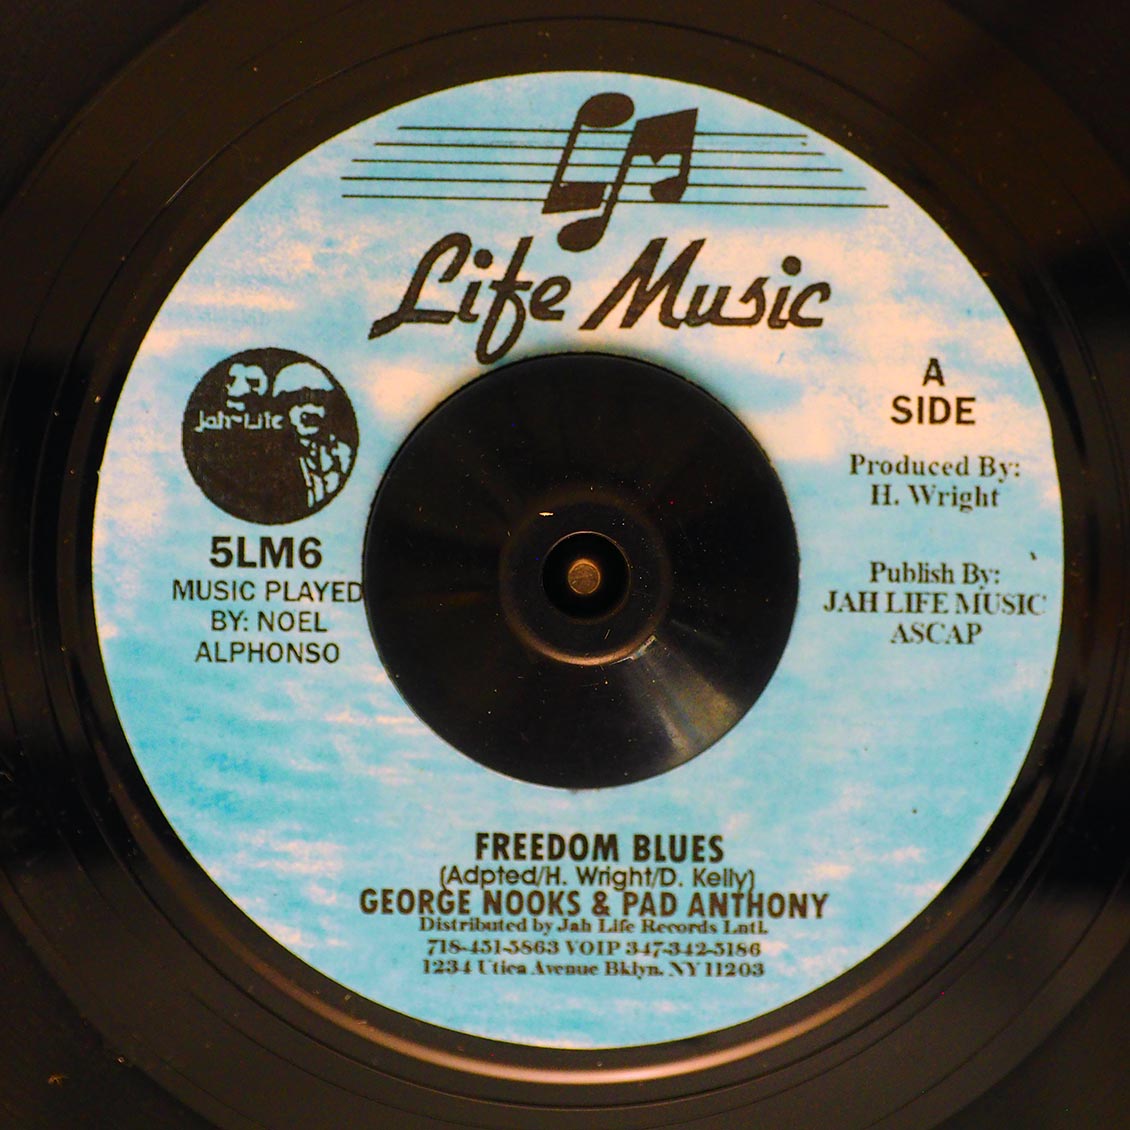 Life Music
Jah-Life
A
SIDE
Produced By:
H. Wright
5LM6
MUSIC PLAYED
BY: NOEL
ALPHONSO
Publish By:
JAH LIFE MUSIC
ASCAP
FREEDOM BLUES
(Adpted/H. Wright/D. Kelly)
GEORGE NOOKS & PAD ANTHONY
Distributed by Jah Life Records Lntl.
718-451-5863 VOIP 347-342-5186
1234 Utica Avenue Bklyn. NY 11203